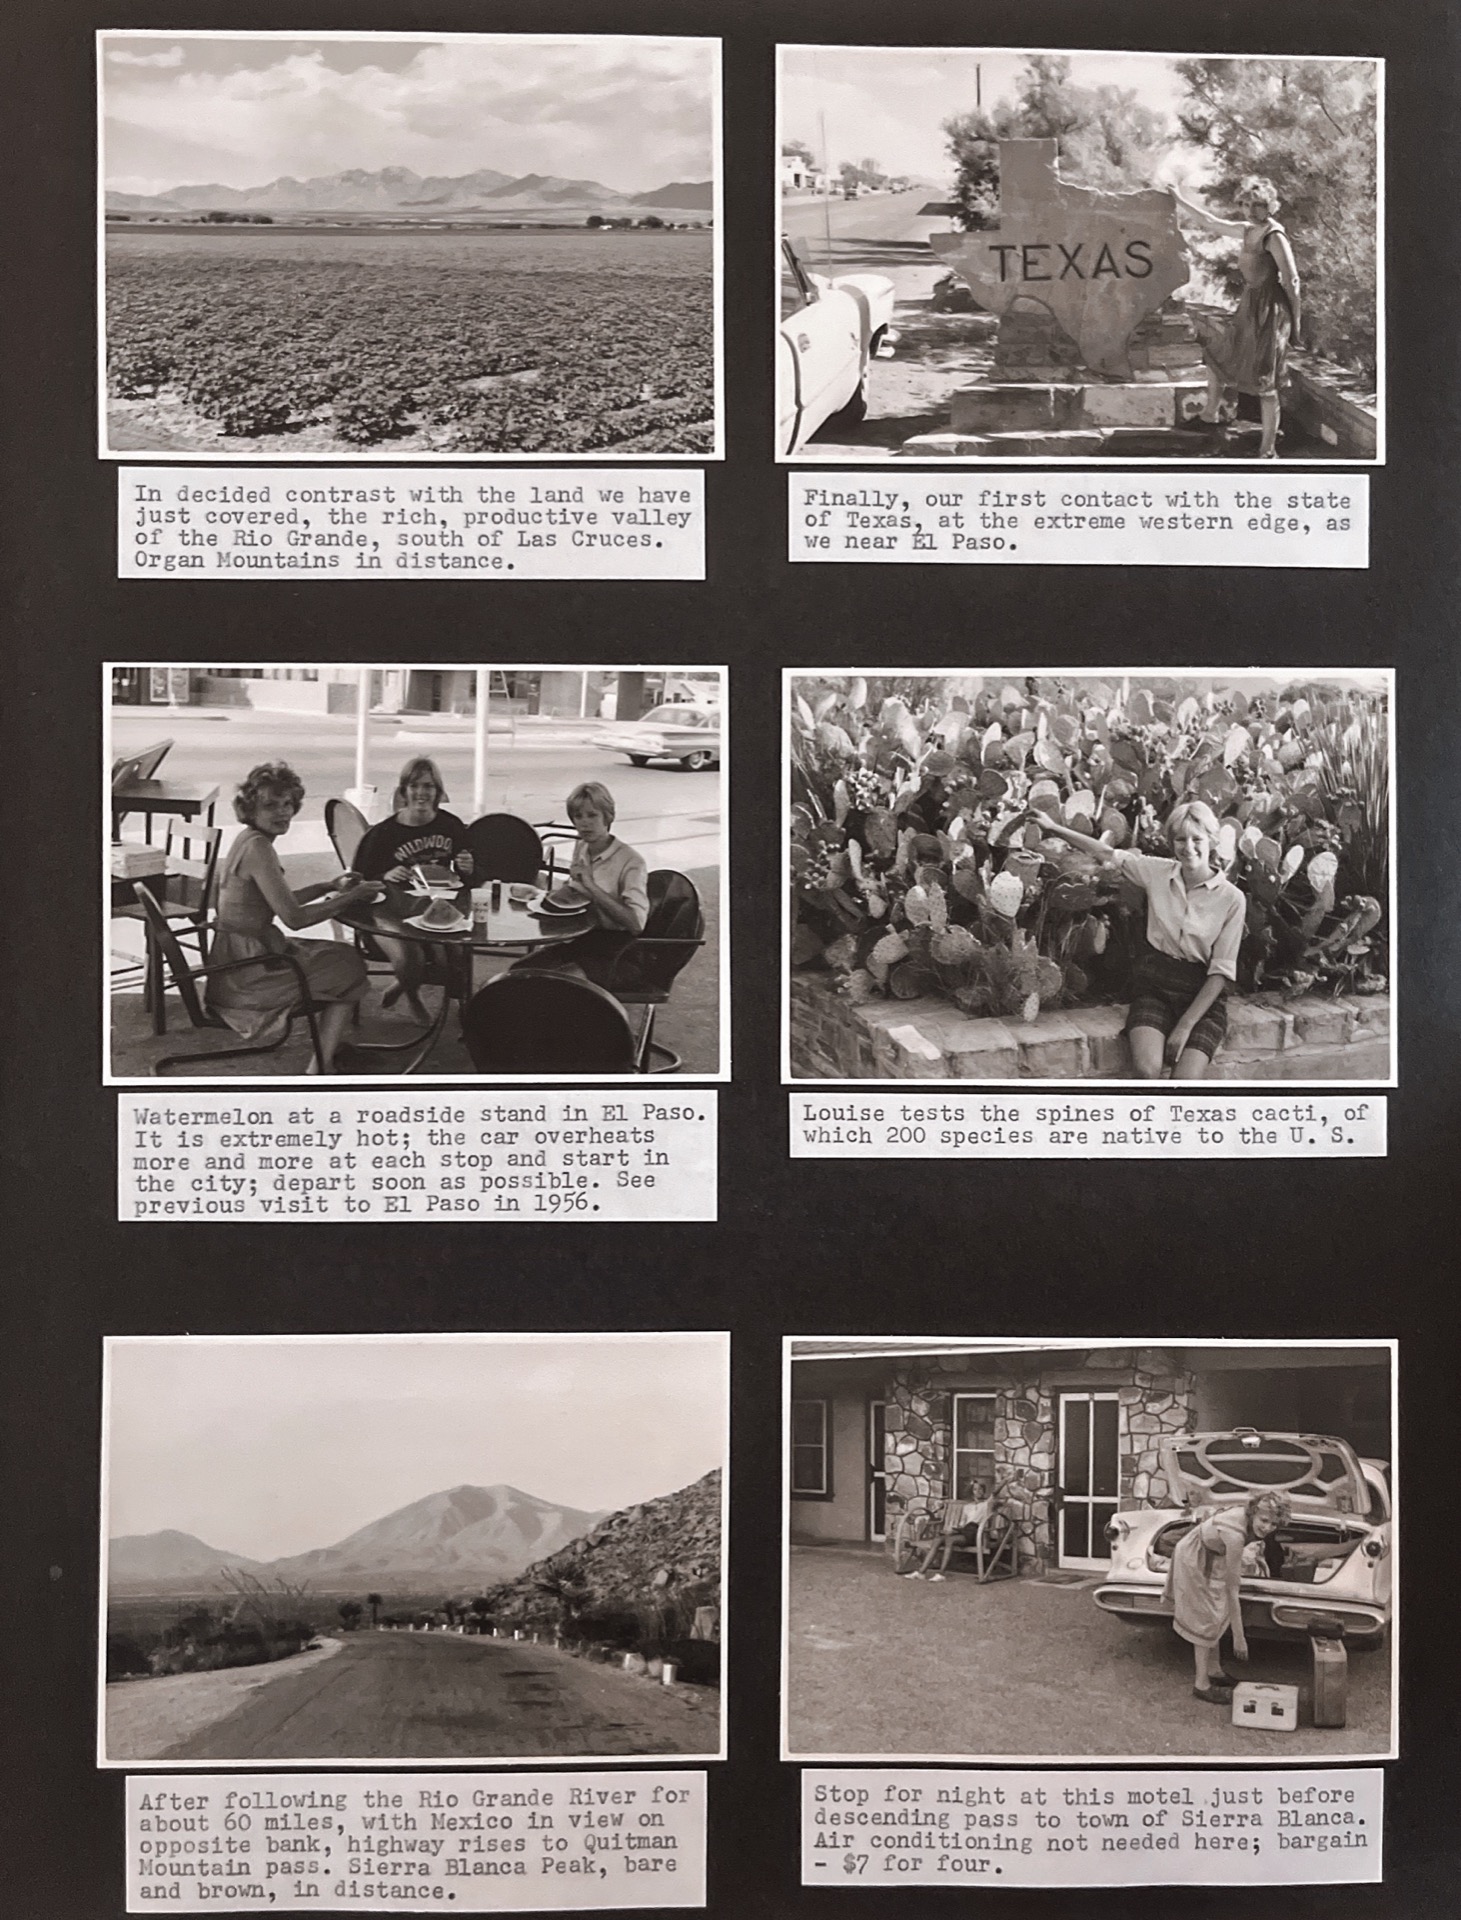 In decided contrast with the land we have
just covered, the rich, productive valley
of the Rio Grande, south of Las Cruces.
Organ Mountains in distance.
TEXAS
Finally, our first contact with the state
of Texas, at the extreme western edge, as
we near El Paso.
WILDWOO
Watermelon at a roadside stand in El Paso.
It is extremely hot; the car overheats
more and more at each stop and start in
the city; depart soon as possible. See
previous visit to El Paso in 1956.
Louise tests the spines of Texas cacti, of
which 200 species are native to the U. S.
After following the Rio Grande River for
about 60 miles, with Mexico in view on
opposite bank, highway rises to Quitman
Mountain pass. Sierra Blanca Peak, bare
and brown, in distance.
Stop for night at this motel just before
descending pass to town of Sierra Blanca.
Air conditioning not needed here; bargain
- $7 for four.